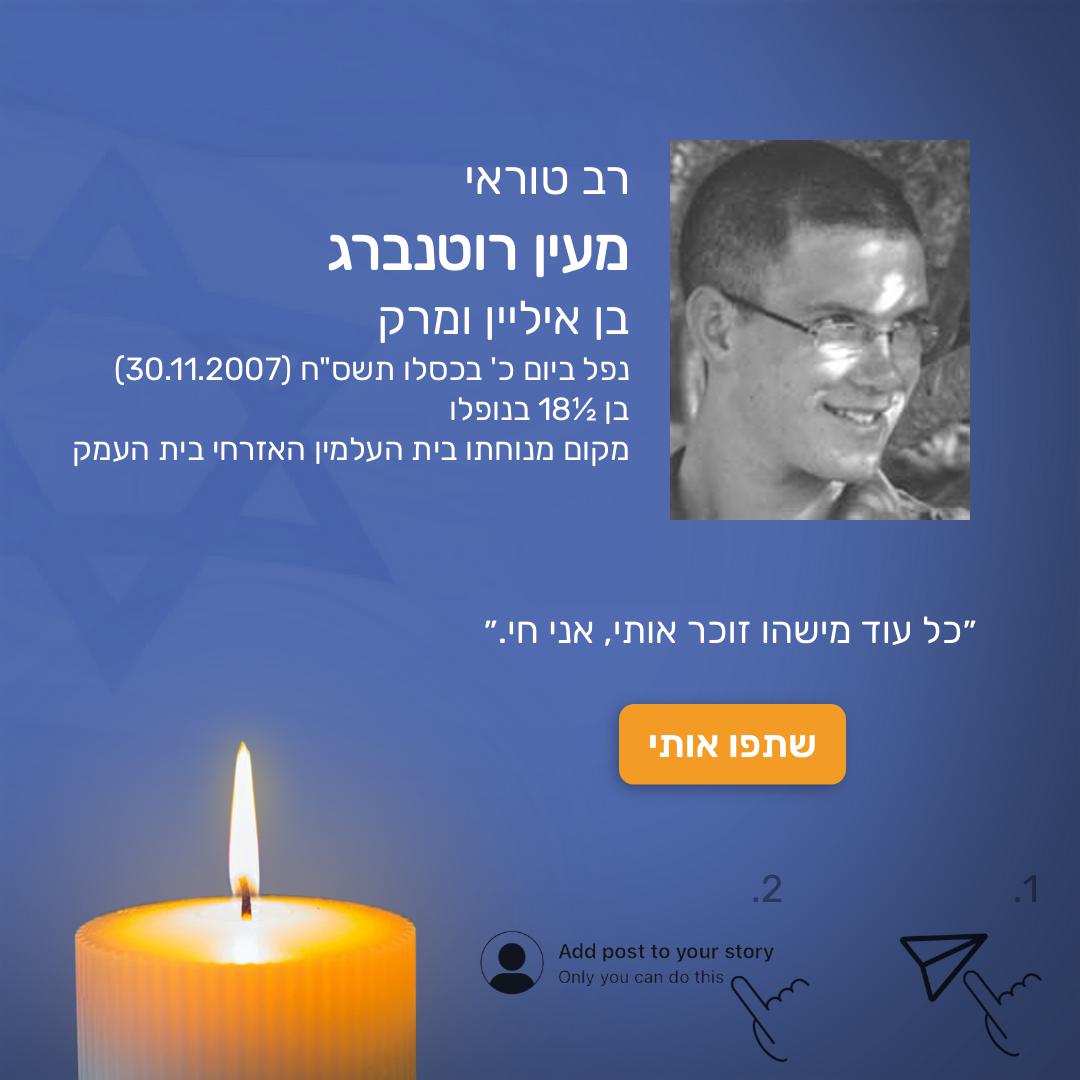 רב טוראי
מעין רוטנברג
בן איליין ומרק
נפל ביום כ' בכסלו תשס"ח (30.11.2007)
בן 18½ בנופלו
מקום מנוחתו בית העלמין האזרחי בית העמק
״כל עוד מישהו זוכר אותי, אני חי.״
שתפו אותי
.1
.2
Add post to your story
Only you can do this